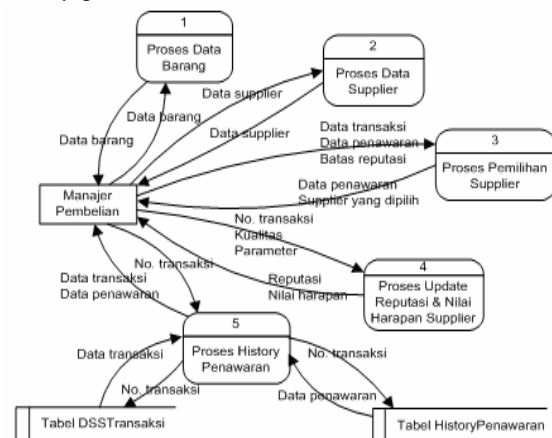 1
Proses Data
Barang
2
Proses Data
Supplier
Data supplier
Data barang
Data barang
Data supplier
Data transaksi
Data penawaran
Batas reputasi
3
Proses Pemilihan
Supplier
Manajer
Pembelian
Data penawaran
Supplier yang dipilih
No. transaksi
Kualitas
Parameter
No. transaksi
Data transaksi
Data penawaran
Reputasi
Nilai harapan
4
Proses Update
Reputasi & Nilai
Harapan Supplier
5
Proses History
Penawaran
Data transaksi
No. transaksi
No. transaksi
Data penawaran
Tabel DSSTransaksi
Tabel HistoryPenawaran